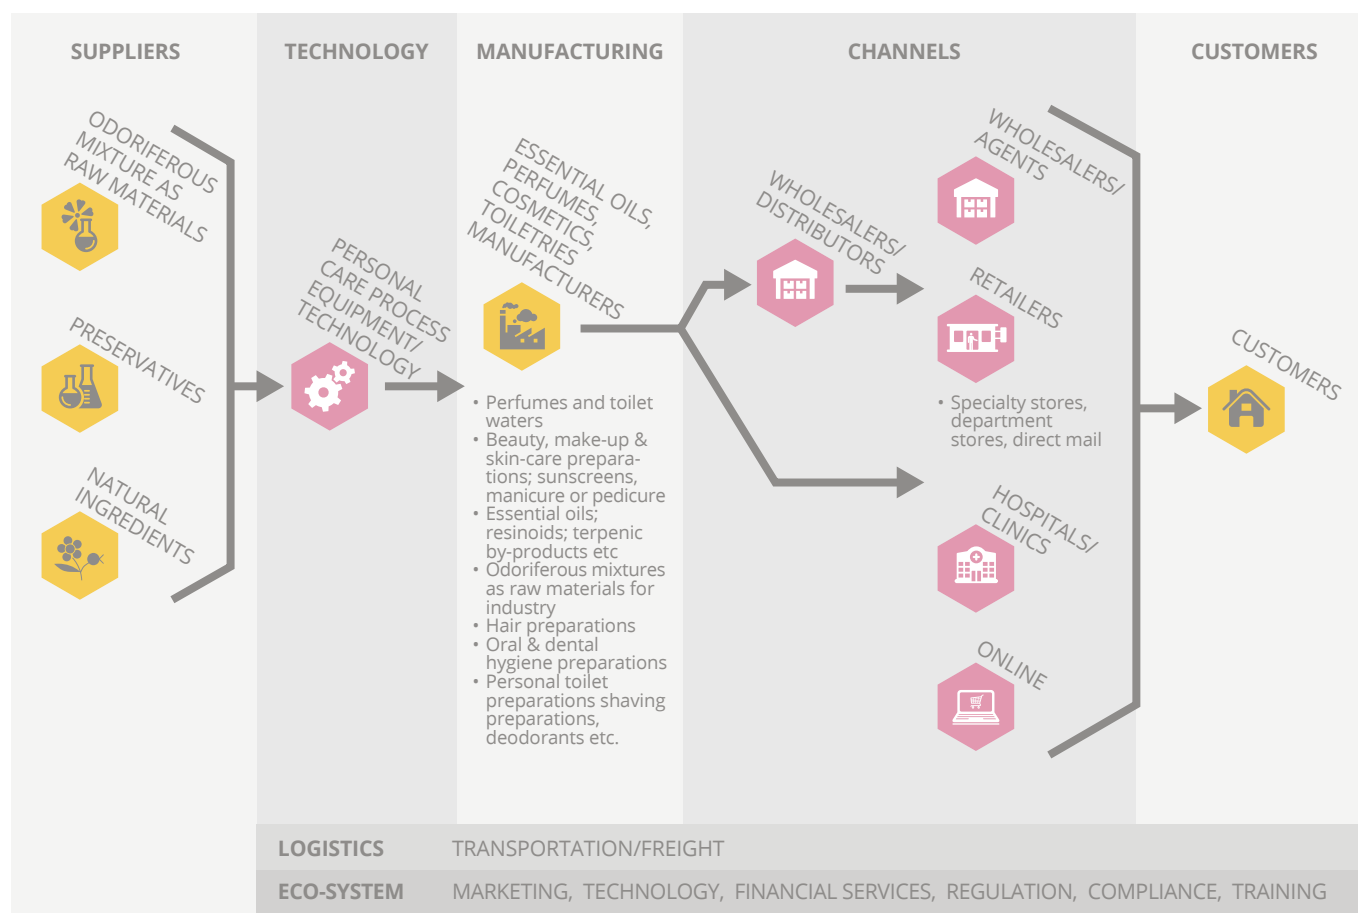 SUPPLIERS
TECHNOLOGY
MANUFACTURING
CHANNELS
CUSTOMERS
ODORIFEROUS
MIXTURE AS
RAW MATERIALS
PRESERVATIVES
NATURAL
INGREDIENTS
PERSONAL
CARE PROCESS
EQUIPMENT/
TECHNOLOGY
ESSENTIAL OILS,
PERFUMES,
COSMETICS,
TOILETRIES
MANUFACTURERS
• Perfumes and toilet
waters
• Beauty, make-up &
skin-care prepara-
tions; sunscreens,
manicure or pedicure
• Essential oils;
resinoids; terpenic
by-products etc
• Odoriferous mixtures
as raw materials for
industry
• Hair preparations
• Oral & dental
hygiene preparations
• Personal toilet
preparations shaving
preparations,
deodorants etc.
WHOLESALERS/
DISTRIBUTORS
WHOLESALERS/
AGENTS
RETAILERS
• Specialty stores,
department
stores, direct mail
HOSPITALS/
CLINICS
ONLINE
CUSTOMERS
LOGISTICS TRANSPORTATION/FREIGHT
ECO-SYSTEM MARKETING, TECHNOLOGY, FINANCIAL SERVICES, REGULATION, COMPLIANCE, TRAINING